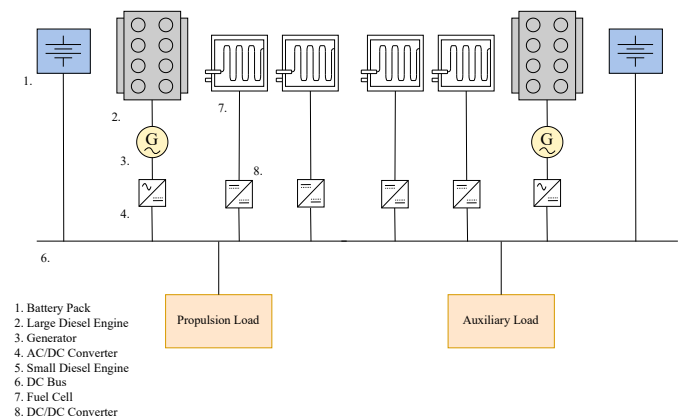 1.
2.
G
G
7.
3.
8.
4.
6.
Propulsion Load
Auxiliary Load
1. Battery Pack
2. Large Diesel Engine
3. Generator
4. AC/DC Converter
5. Small Diesel Engine
6. DC Bus
7. Fuel Cell
8. DC/DC Converter